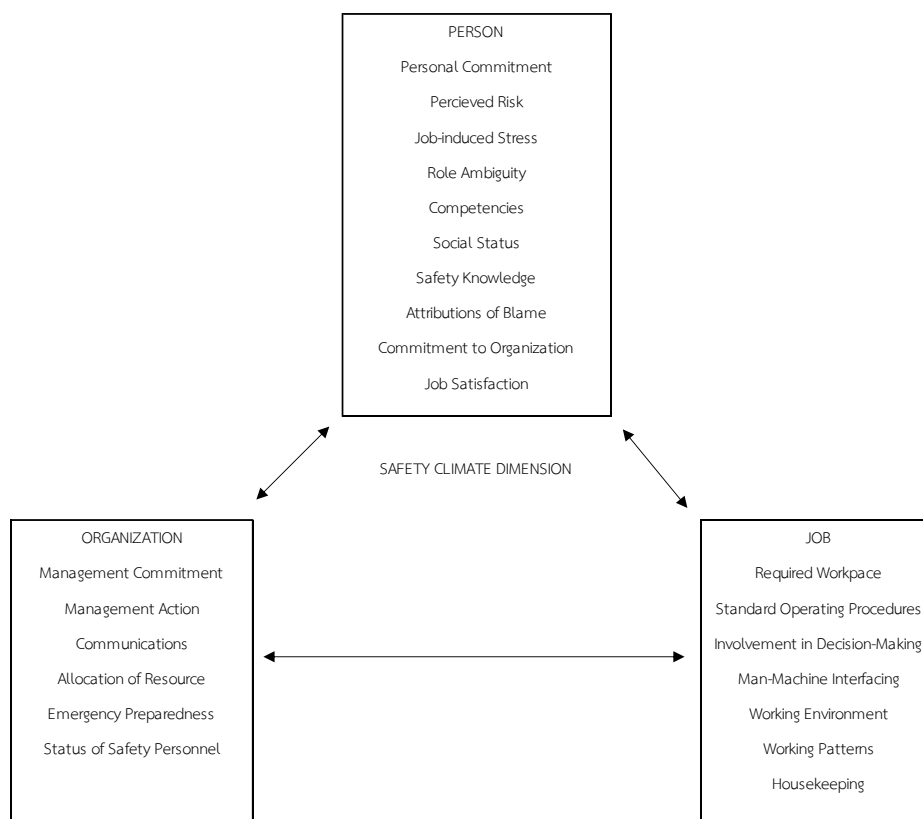 PERSON
Personal Commitment
Percieved Risk
Job-induced Stress
Role Ambiguity
Competencies
Social Status
Safety Knowledge
Attributions of Blame
Commitment to Organization
Job Satisfaction
SAFETY CLIMATE DIMENSION
ORGANIZATION
Management Commitment
Management Action
Communications
Allocation of Resource
Emergency Preparedness
Status of Safety Personnel
JOB
Required Workpace
Standard Operating Procedures
Involvement in Decision-Making
Man-Machine Interfacing
Working Environment
Working Patterns
Housekeeping